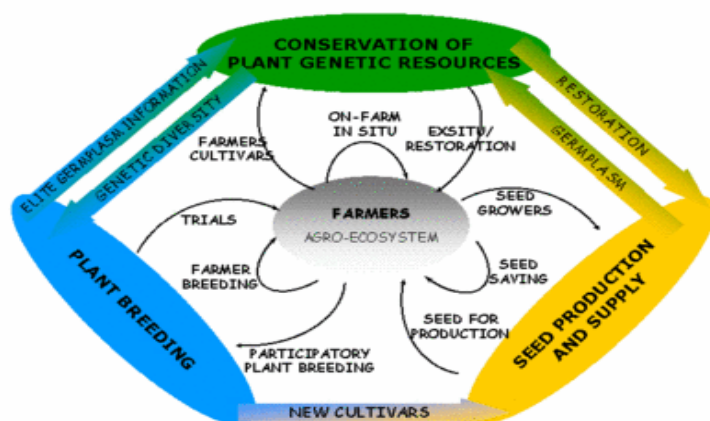 CONSERVATION OF
PLANT GENETIC RESOURCES
ELITE GERMPLASM INFORMATION
GENETIC DIVERSITY
RESTORATION
GERMPLASM
FARMERS
CULTIVARS
ON-FARM
IN SITU
EXSITU/
RESTORATION
TRIALS
FARMERS
AGRO-ECOSYSTEM
SEED
GROWERS
FARMER
BREEDING
SEED
SAVING
PLANT BREEDING
SEED PRODUCTION
AND SUPPLY
SEED FOR
PRODUCTION
PARTICIPATORY
PLANT BREEDING
NEW CULTIVARS